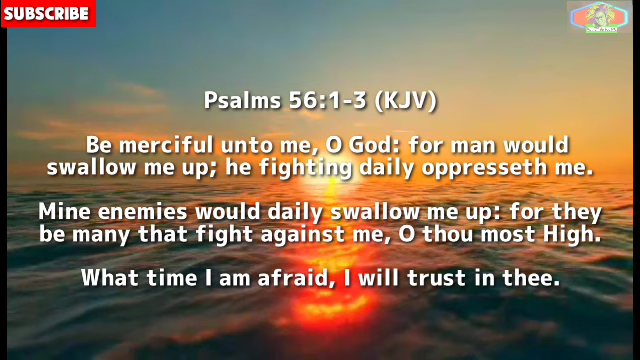 SUBSCRIBE
Psalms 56:1-3 (KJV)
Be merciful unto me, O God: for man would
swallow me up; he fighting daily oppresseth me.
Mine enemies would daily swallow me up: for they
be many that fight against me, O thou most High.
What time I am afraid, I will trust in thee.